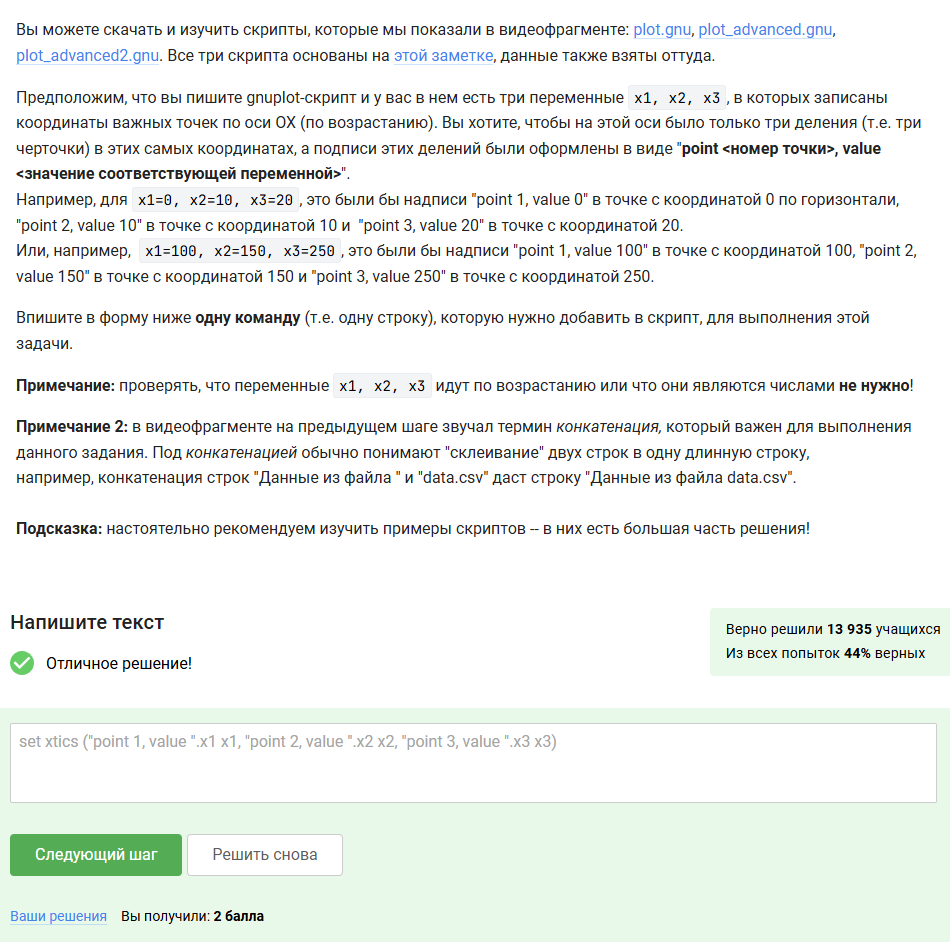 Вы можете скачать и изучить скрипты, которые мы показали в видеофрагменте: plot.gnu, plot_advanced.gnu,
plot_advanced2.gnu. Все три скрипта основаны на этой заметке, данные также взяты оттуда.
Предположим, что вы пишите gnuplot-скрипт и у вас в нем есть три переменные x1, x2, x3, в которых записаны
координаты важных точек по оси OX (по возрастанию). Вы хотите, чтобы на этой оси было только три деления (т.е. три
черточки) в этих самых координатах, а подписи этих делений были оформлены в виде "point <номер точки>, value
<значение соответствующей переменной>".
Например, для x1=0, x2=10, x3=20, это были бы надписи "point 1, value 0" в точке с координатой 0 по горизонтали,
"point 2, value 10" в точке с координатой 10 и "point 3, value 20" в точке с координатой 20.
Или, например, x1=100, x2=150, x3=250, это были бы надписи "point 1, value 100" в точке с координатой 100, "point 2,
value 150" в точке с координатой 150 и "point 3, value 250" в точке с координатой 250.
Впишите в форму ниже одну команду (т.е. одну строку), которую нужно добавить в скрипт, для выполнения этой
задачи.
Примечание: проверять, что переменные x1, x2, x3 идут по возрастанию или что они являются числами не нужно!
Примечание 2: в видеофрагменте на предыдущем шаге звучал термин конкатенация, который важен для выполнения
данного задания. Под конкатенацией обычно понимают "склеивание" двух строк в одну длинную строку,
например, конкатенация строк "Данные из файла " и "data.csv" даст строку "Данные из файла data.csv".
Подсказка: настоятельно рекомендуем изучить примеры скриптов -- в них есть большая часть решения!
Напишите текст
Верно решили 13 935 учащихся
Из всех попыток 44% верных
Отличное решение!
set xtics ("point 1, value ".x1 x1, "point 2, value ".x2 x2, "point 3, value ".x3 x3)
Следующий шаг
Решить снова
Ваши решения Вы получили: 2 балла